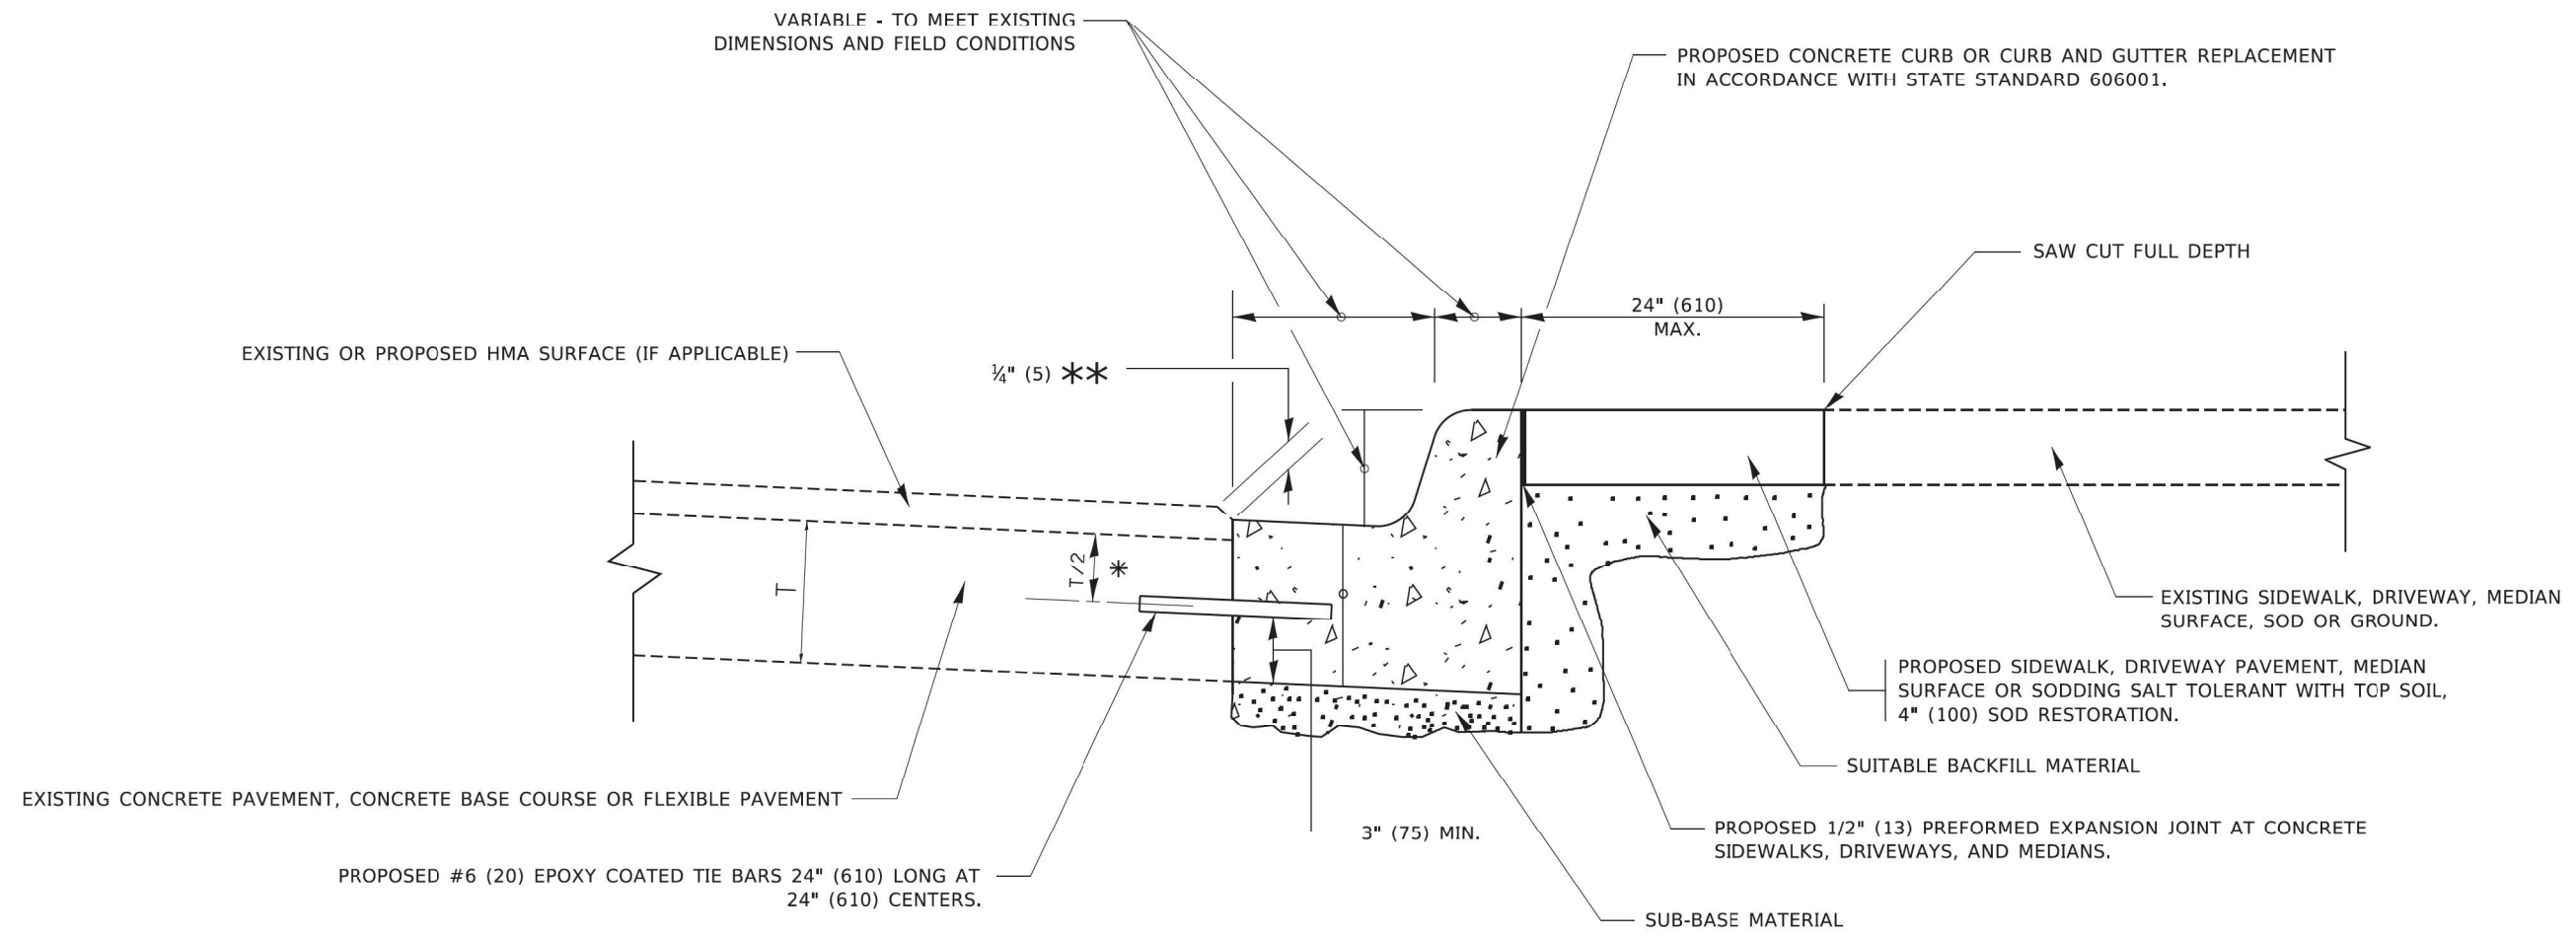 VARIABLE - TO MEET EXISTING
DIMENSIONS AND FIELD CONDITIONS
PROPOSED CONCRETE CURB OR CURB AND GUTTER REPLACEMENT
IN ACCORDANCE WITH STATE STANDARD 606001.
SAW CUT FULL DEPTH
24" (610)
MAX.
EXISTING OR PROPOSED HMA SURFACE (IF APPLICABLE)
¼" (5) **
T
T/2 *
EXISTING SIDEWALK, DRIVEWAY, MEDIAN
SURFACE, SOD OR GROUND.
PROPOSED SIDEWALK, DRIVEWAY PAVEMENT, MEDIAN
SURFACE OR SODDING SALT TOLERANT WITH TOP SOIL,
4" (100) SOD RESTORATION.
SUITABLE BACKFILL MATERIAL
EXISTING CONCRETE PAVEMENT, CONCRETE BASE COURSE OR FLEXIBLE PAVEMENT
3" (75) MIN.
PROPOSED 1/2" (13) PREFORMED EXPANSION JOINT AT CONCRETE
SIDEWALKS, DRIVEWAYS, AND MEDIANS.
PROPOSED #6 (20) EPOXY COATED TIE BARS 24" (610) LONG AT
24" (610) CENTERS.
SUB-BASE MATERIAL